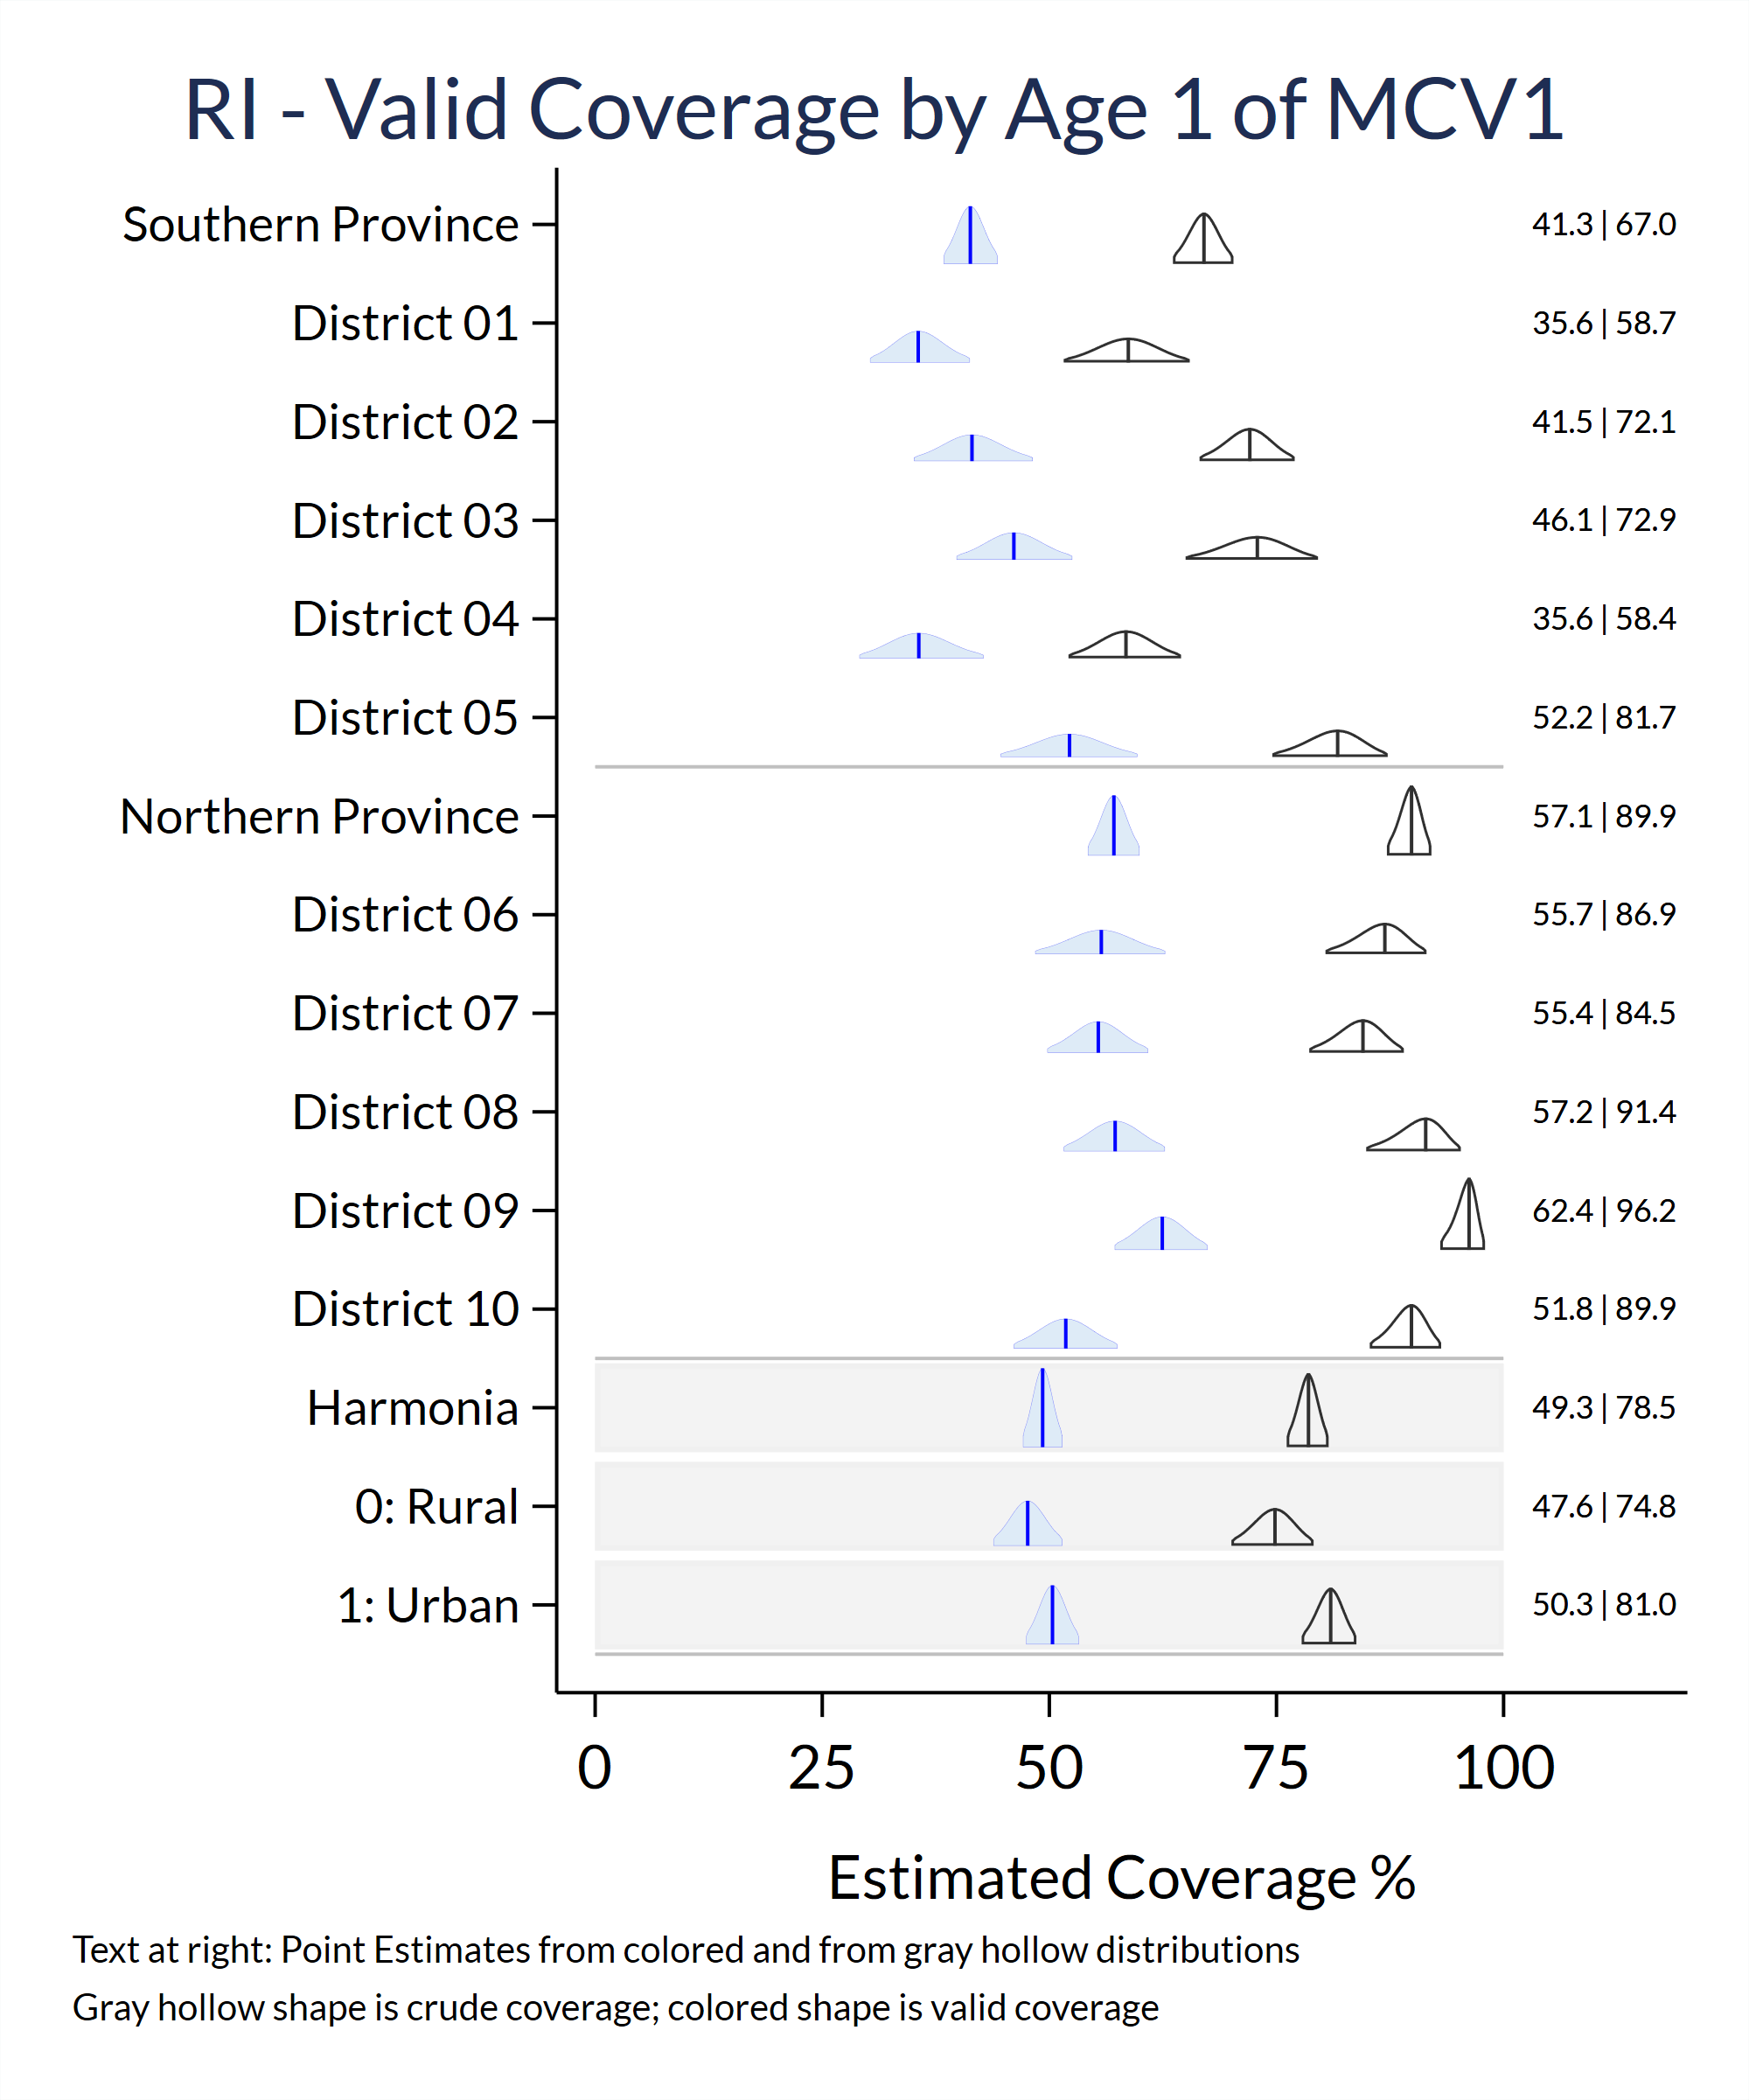 RI - Valid Coverage by Age 1 of MCV1
Southern Province 41.3 | 67.0
District 01 35.6 | 58.7
District 02 41.5 | 72.1
District 03 46.1 | 72.9
District 04 35.6 | 58.4
District 05 52.2 | 81.7
Northern Province 57.1 | 89.9
District 06 55.7 | 86.9
District 07 55.4 | 84.5
District 08 57.2 | 91.4
District 09 62.4 | 96.2
District 10 51.8 | 89.9
Harmonia 49.3 | 78.5
0: Rural 47.6 | 74.8
1: Urban 50.3 | 81.0
0 25 50 75 100
Estimated Coverage %
Text at right: Point Estimates from colored and from gray hollow distributions
Gray hollow shape is crude coverage; colored shape is valid coverage